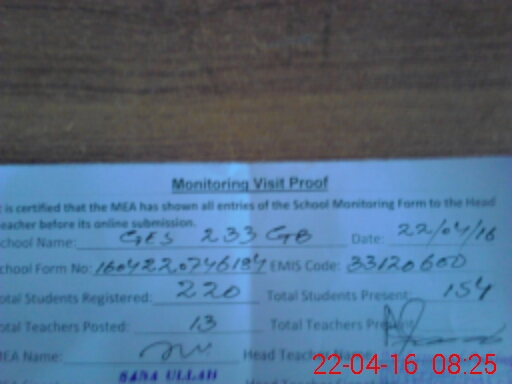 Monitoring Visit Proof
is certified that the MEA has shown all entries of the School Monitoring Form to the Head
eacher before its online submission.
chool Name: GES 233 GB Date: 22/04/16
chool Form No: 1604220746184 EMIS Code: 33120600
otal Students Registered: 220 Total Students Present: 154
otal Teachers Posted: 13 Total Teachers Present
MEA Name: Head Teacher
SANA ULLAH
22-04-16 08:25